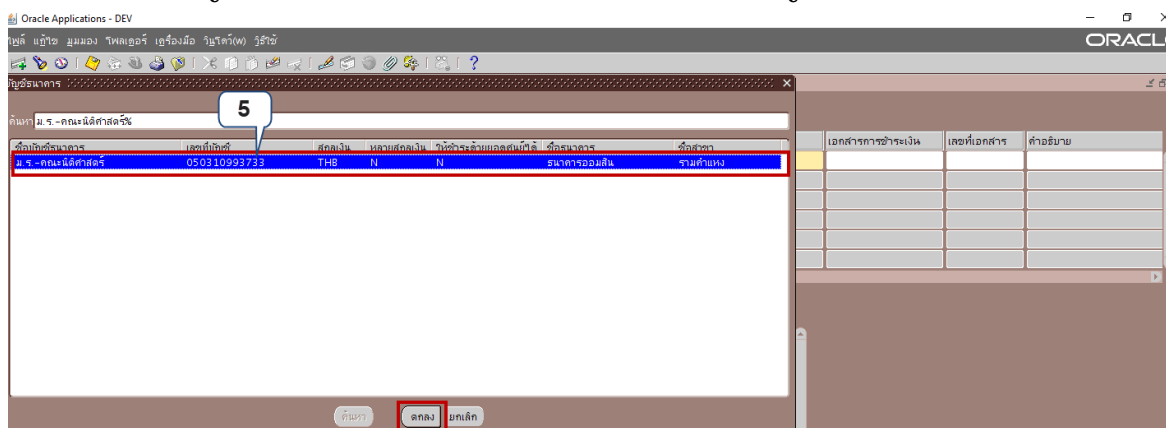 Oracle Applications - DEV
แฟ้ม แก้ไข มุมมอง โฟลเดอร์ เครื่องมือ วินโดว์(w) วิธีใช้
ORACL
บัญชีธนาคาร
5
ค้นหา ม.ร.-คณะนิติศาสตร์%
ชื่อบัญชีธนาคาร เลขที่บัญชี สกุลเงิน หลายสกุลเงิน ให้ชำระด้วยยอดศูนย์ได้ ชื่อธนาคาร ชื่อสาขา
ม.ร.-คณะนิติศาสตร์ 050310993733 THB N N ธนาคารออมสิน รามคำแหง
เอกสารการชำระเงิน เลขที่เอกสาร คำอธิบาย
ค้นหา ตกลง ยกเลิก